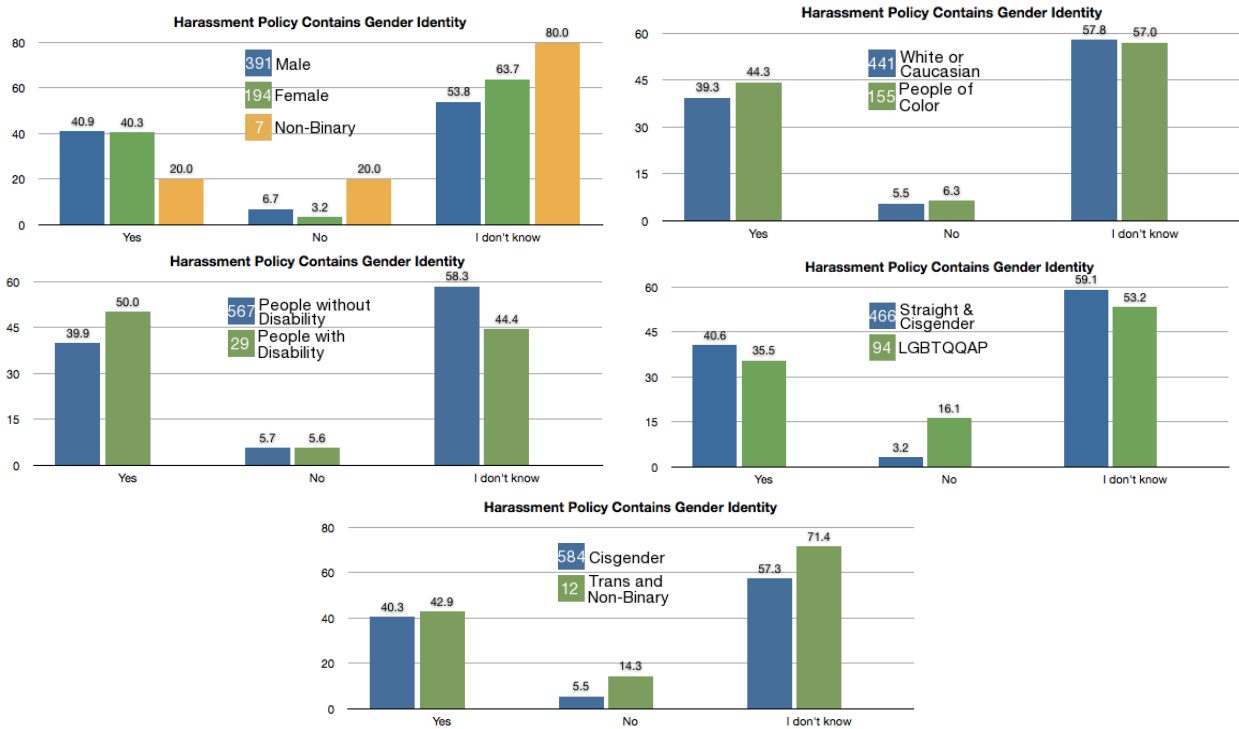 Harassment Policy Contains Gender Identity
80
60
40
20
0
391 Male
194 Female
7 Non-Binary
40.9
40.3
20.0
6.7
3.2
20.0
53.8
63.7
80.0
Yes
No
I don't know
Harassment Policy Contains Gender Identity
60
45
30
15
0
441 White or
Caucasian
155 People of
Color
39.3
44.3
5.5
6.3
57.8
57.0
Yes
No
I don't know
Harassment Policy Contains Gender Identity
60
45
30
15
0
567 People without
Disability
29 People with
Disability
39.9
50.0
5.7
5.6
58.3
44.4
Yes
No
I don't know
Harassment Policy Contains Gender Identity
60
45
30
15
0
466 Straight &
Cisgender
94 LGBTQQAP
40.6
35.5
3.2
16.1
59.1
53.2
Yes
No
I don't know
Harassment Policy Contains Gender Identity
80
60
40
20
0
584 Cisgender
12 Trans and
Non-Binary
40.3
42.9
5.5
14.3
57.3
71.4
Yes
No
I don't know